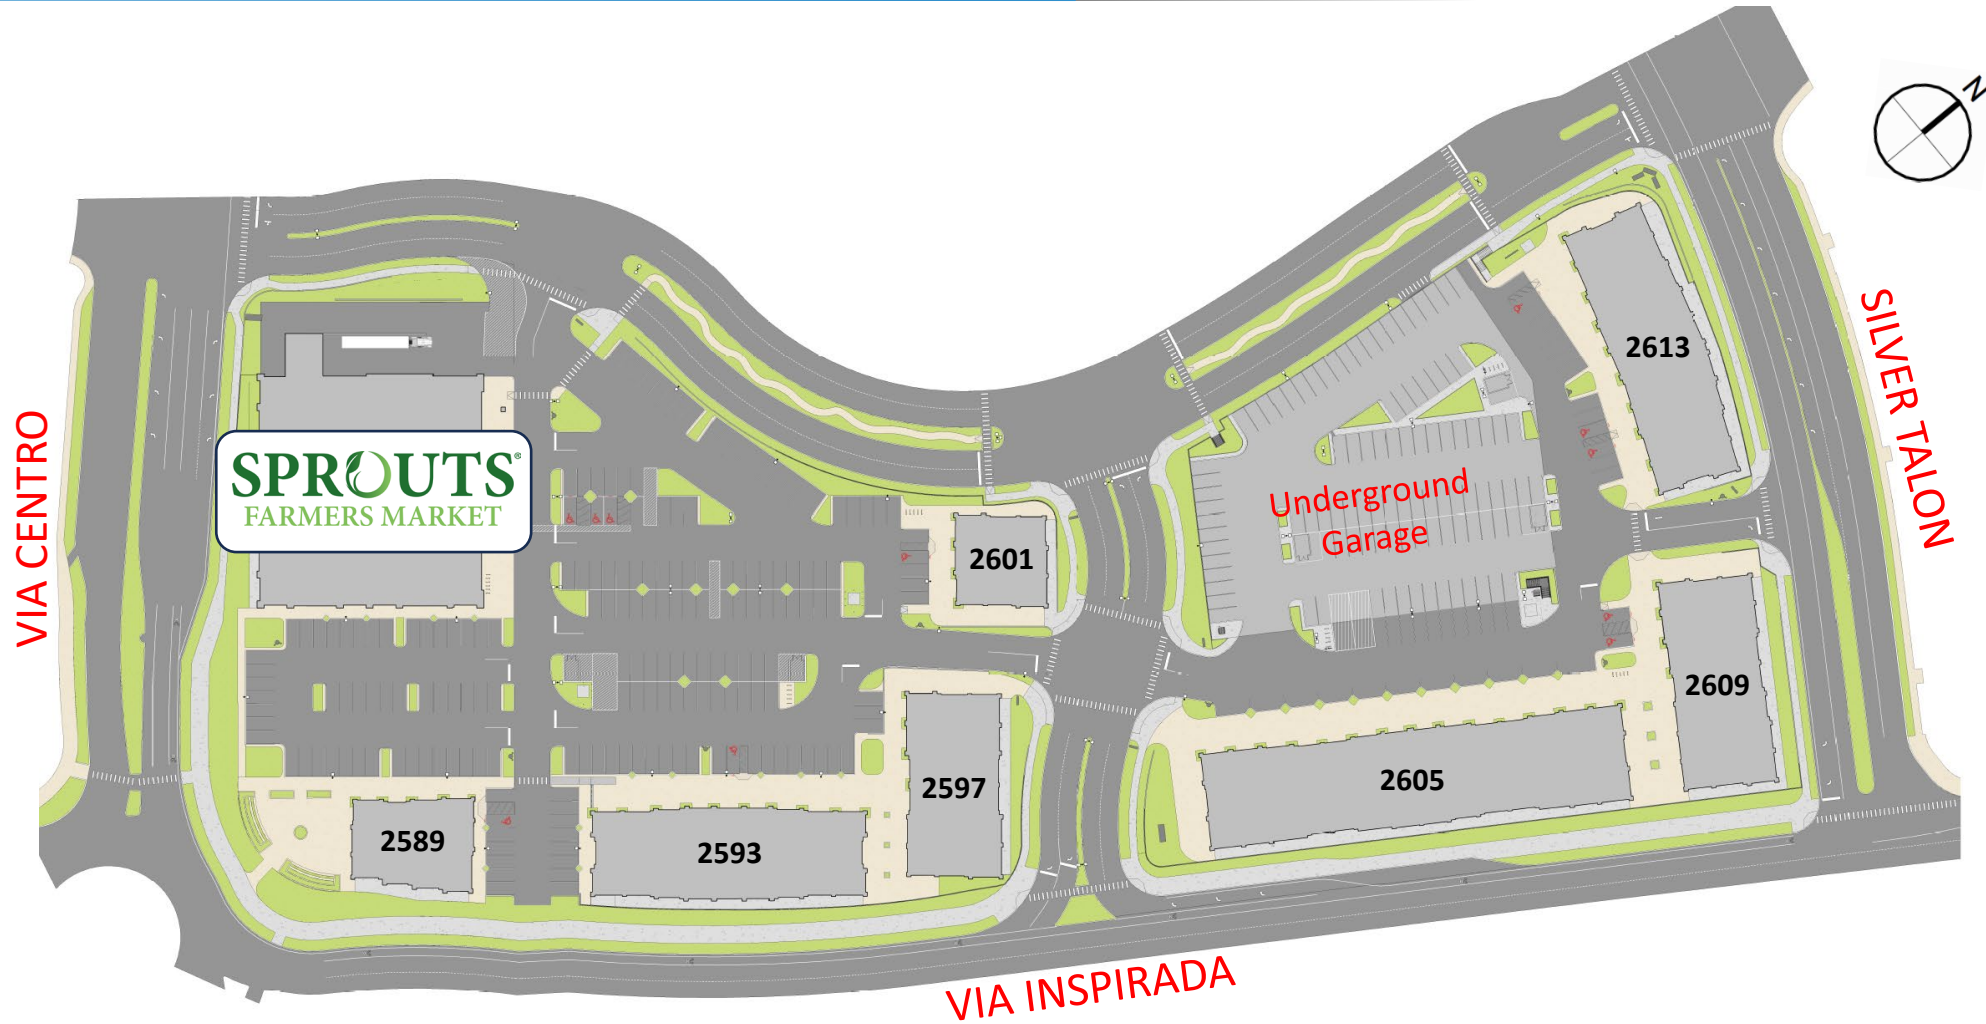 N
2613
SILVER TALON
VIA CENTRO
SPROUTS®
FARMERS MARKET
Underground
Garage
2601
2609
2597
2605
2589
2593
VIA INSPIRADA